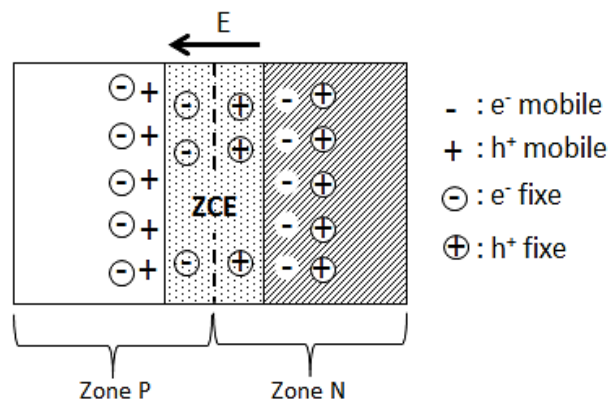 E
ZCE
- : e⁻ mobile
+ : h⁺ mobile
⊖ : e⁻ fixe
⊕ : h⁺ fixe
Zone P
Zone N